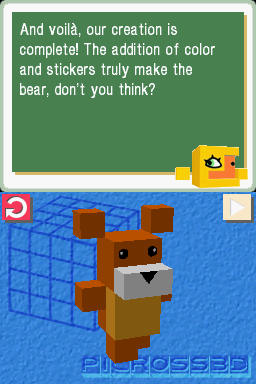 And voilà, our creation is
complete! The addition of color
and stickers truly make the
bear, don't you think?
PICROSS3D